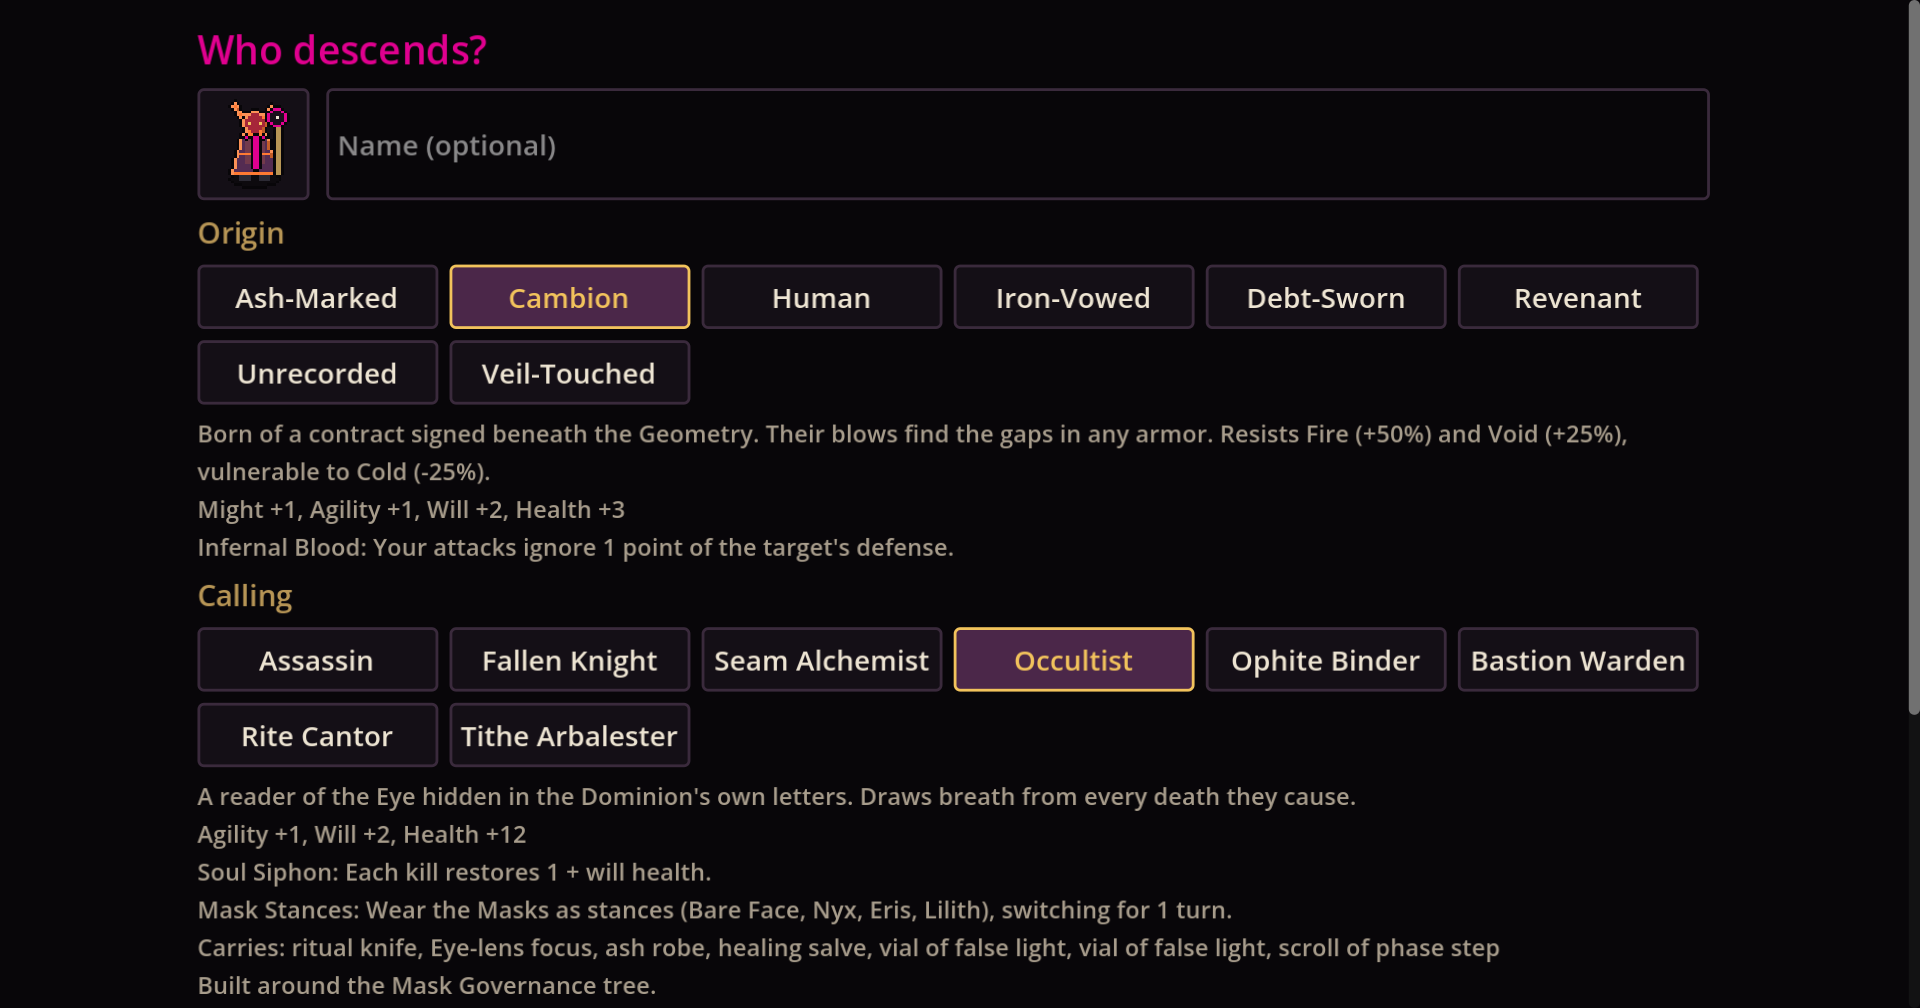 Who descends?
Name (optional)
Origin
Ash-Marked
Cambion
Human
Iron-Vowed
Debt-Sworn
Revenant
Unrecorded
Veil-Touched
Born of a contract signed beneath the Geometry. Their blows find the gaps in any armor. Resists Fire (+50%) and Void (+25%),
vulnerable to Cold (-25%).
Might +1, Agility +1, Will +2, Health +3
Infernal Blood: Your attacks ignore 1 point of the target's defense.
Calling
Assassin
Fallen Knight
Seam Alchemist
Occultist
Ophite Binder
Bastion Warden
Rite Cantor
Tithe Arbalester
A reader of the Eye hidden in the Dominion's own letters. Draws breath from every death they cause.
Agility +1, Will +2, Health +12
Soul Siphon: Each kill restores 1 + will health.
Mask Stances: Wear the Masks as stances (Bare Face, Nyx, Eris, Lilith), switching for 1 turn.
Carries: ritual knife, Eye-lens focus, ash robe, healing salve, vial of false light, vial of false light, scroll of phase step
Built around the Mask Governance tree.